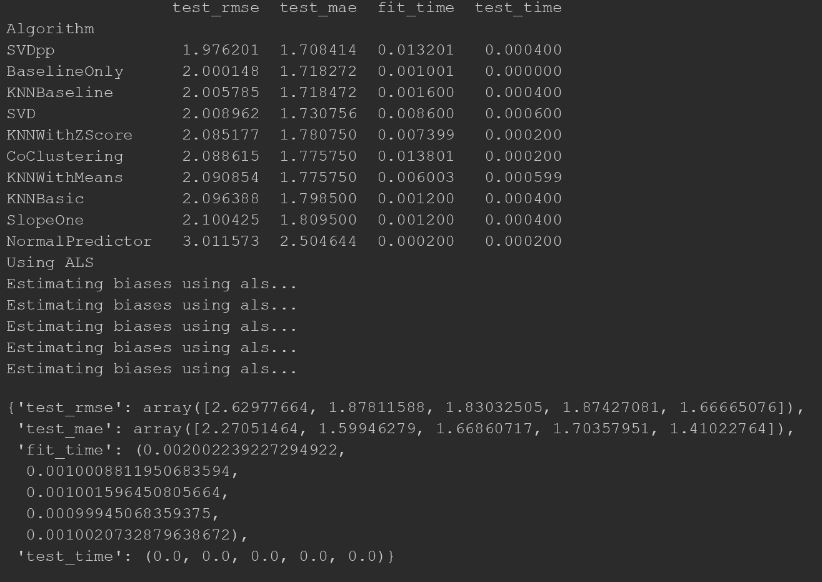 test_rmse test_mae fit_time test_time
Algorithm
SVDpp 1.976201 1.708414 0.013201 0.000400
BaselineOnly 2.000148 1.718272 0.001001 0.000000
KNNBaseline 2.005785 1.718472 0.001600 0.000400
SVD 2.008962 1.730756 0.008600 0.000600
KNNWithZScore 2.085177 1.780750 0.007399 0.000200
CoClustering 2.088615 1.775750 0.013801 0.000200
KNNWithMeans 2.090854 1.775750 0.006003 0.000599
KNNBasic 2.096388 1.798500 0.001200 0.000400
SlopeOne 2.100425 1.809500 0.001200 0.000400
NormalPredictor 3.011573 2.504644 0.000200 0.000200
Using ALS
Estimating biases using als...
Estimating biases using als...
Estimating biases using als...
Estimating biases using als...
Estimating biases using als...
{'test_rmse': array([2.62977664, 1.87811588, 1.83032505, 1.87427081, 1.66665076]),
'test_mae': array([2.27051464, 1.59946279, 1.66860717, 1.70357951, 1.41022764]),
'fit_time': (0.002002239227294922,
0.0010008811950683594,
0.001001596450805664,
0.00099945068359375,
0.0010020732879638672),
'test_time': (0.0, 0.0, 0.0, 0.0, 0.0)}